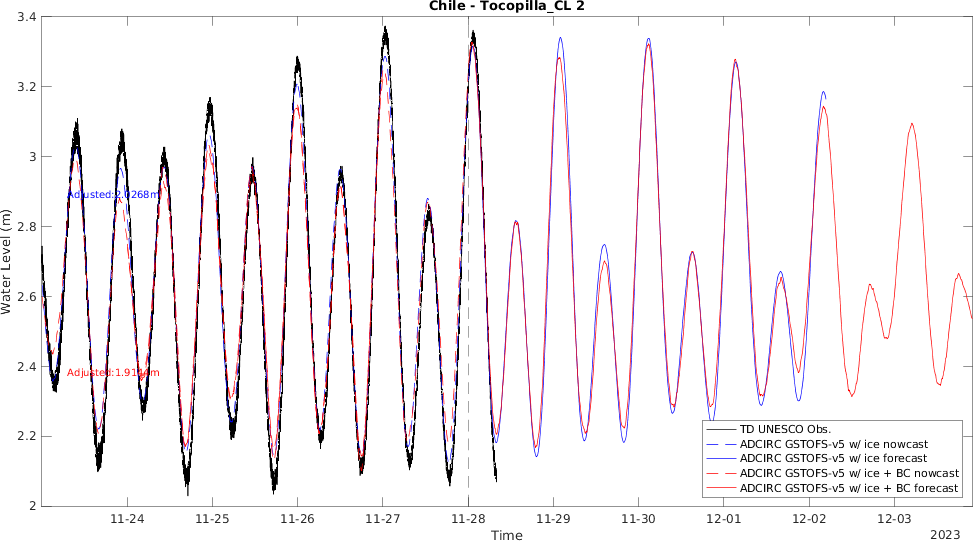 Chile - Tocopilla_CL 2
3.4
3.2
3
2.8
2.6
2.4
2.2
2
Water Level (m)
Adjusted:2.0268m
TD UNESCO Obs.
ADCIRC GSTOFS-v5 w/ ice nowcast
ADCIRC GSTOFS-v5 w/ ice forecast
ADCIRC GSTOFS-v5 w/ ice + BC nowcast
ADCIRC GSTOFS-v5 w/ ice + BC forecast
11-24
11-25
11-26
11-27
11-28
11-29
11-30
12-01
12-02
12-03
Time
2023